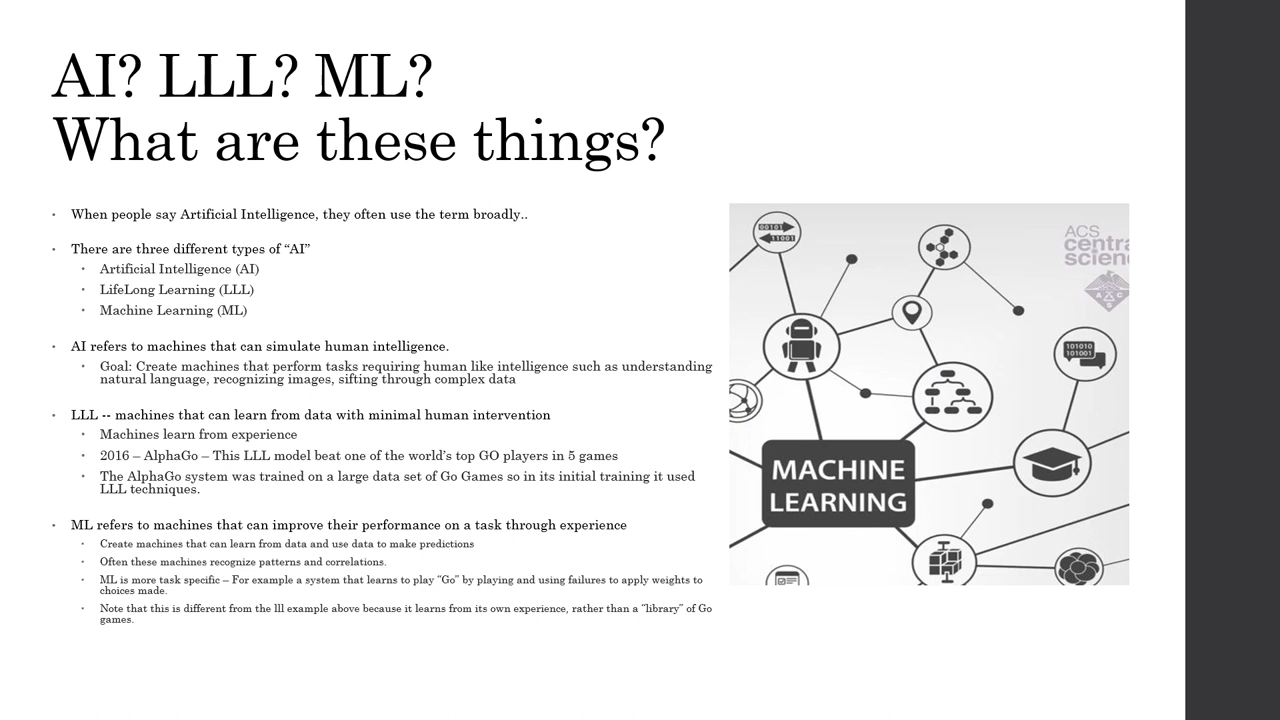 AI? LLL? ML?
What are these things?
When people say Artificial Intelligence, they often use the term broadly..
There are three different types of “AI”
Artificial Intelligence (AI)
LifeLong Learning (LLL)
Machine Learning (ML)
AI refers to machines that can simulate human intelligence.
Goal: Create machines that perform tasks requiring human like intelligence such as understanding
natural language, recognizing images, sifting through complex data
LLL -- machines that can learn from data with minimal human intervention
Machines learn from experience
2016 – AlphaGo – This LLL model beat one of the world’s top GO players in 5 games
The AlphaGo system was trained on a large data set of Go Games so in its initial training it used
LLL techniques.
ML refers to machines that can improve their performance on a task through experience
Create machines that can learn from data and use data to make predictions
Often these machines recognize patterns and correlations.
ML is more task specific – For example a system that learns to play “Go” by playing and using failures to apply weights to
choices made.
Note that this is different from the lll example above because it learns from its own experience, rather than a “library” of Go
games.
00101
11001
ACS
centra
scien
A C
S
101010
101001
MACHINE
LEARNING